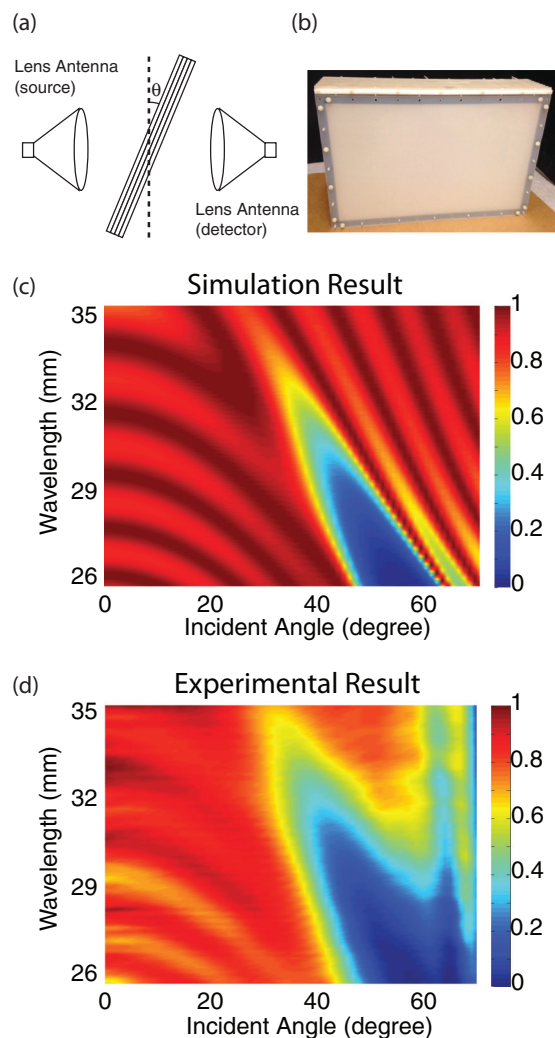 (a)
(b)
Lens Antenna
(source)
θ
Lens Antenna
(detector)
(c)
Simulation Result
Wavelength (mm)
35
32
29
26
0
20
40
60
Incident Angle (degree)
1
0.8
0.6
0.4
0.2
0
(d)
Experimental Result
Wavelength (mm)
35
32
29
26
0
20
40
60
Incident Angle (degree)
1
0.8
0.6
0.4
0.2
0